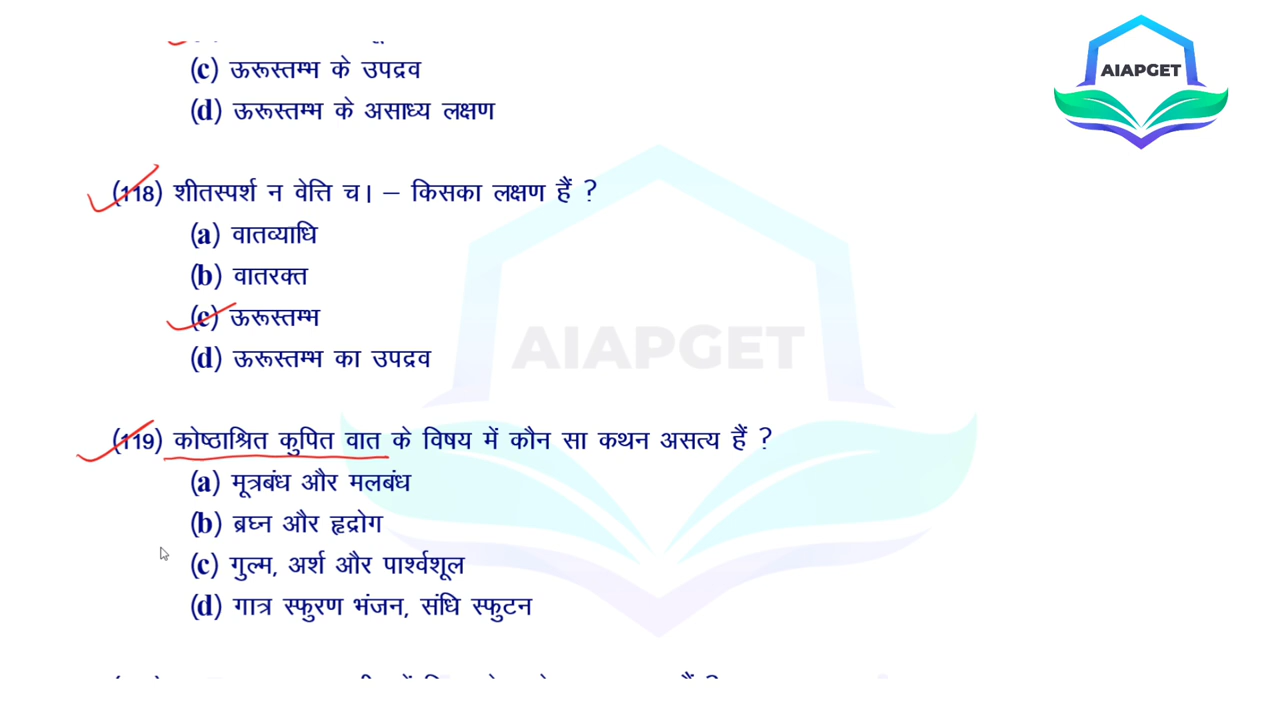 AIAPGET
(c) ऊरूस्तम्भ के उपद्रव
(d) ऊरूस्तम्भ के असाध्य लक्षण
(118) शीतस्पर्श न वेत्ति च। – किसका लक्षण हैं ?
(a) वातव्याधि
(b) वातरक्त
(c) ऊरूस्तम्भ
(d) ऊरूस्तम्भ का उपद्रव
AIAPGET
(119) कोष्ठाश्रित कुपित वात के विषय में कौन सा कथन असत्य हैं ?
(a) मूत्रबंध और मलबंध
(b) ब्रघ्न और हृद्रोग
(c) गुल्म, अर्श और पार्श्वशूल
(d) गात्र स्फुरण भंजन, संधि स्फुटन